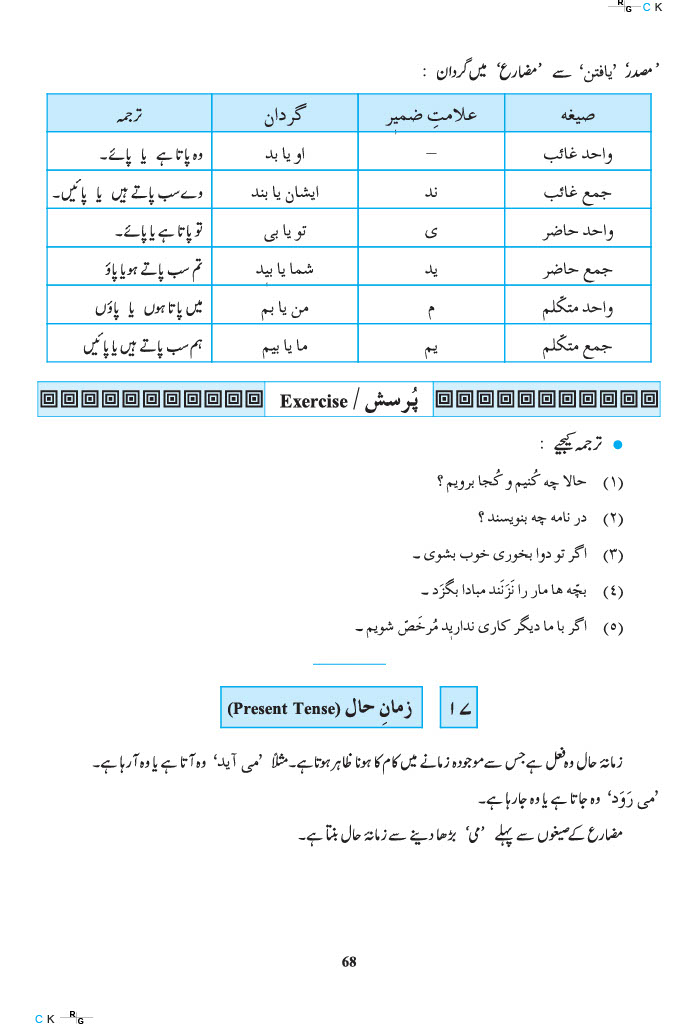 R G C K
’مصدر‘ ’یافتن‘ سے ’مضارع‘ میں گردان :
صیغہ علامتِ ضمیر گردان ترجمہ
واحد غائب – او یا بد وہ پاتا ہے یا پائے۔
جمع غائب ند ایشان یا بند وے سب پاتے ہیں یا پائیں۔
واحد حاضر ی تو یا بی تو پاتا ہے یا پائے۔
جمع حاضر ید شما یا بید تم سب پاتے ہو یا پاؤ
واحد متکلّم م من یا بم میں پاتا ہوں یا پاؤں
جمع متکلّم یم ما یا بیم ہم سب پاتے ہیں یا پائیں
پُرسش / Exercise
● ترجمہ کیجیے :
(۱) حالا چه کُنیم و کُجا برویم ؟
(۲) در نامه چه بنویسند ؟
(۳) اگر تو دوا بخوری خوب بشوی ۔
(٤) بچّه ها مار را نَزَنَند مبادا بگزَد ۔
(۵) اگر با ما دیگر کاری ندارید مُرخَصّ شویم ۔
۱۷ زمانِ حال (Present Tense)
زمانۂ حال وہ فعل ہے جس سے موجودہ زمانے میں کام کا ہونا ظاہر ہوتا ہے۔ مثلاً ’می آید‘ وہ آتا ہے یا وہ آرہا ہے۔
’می رَوَد‘ وہ جاتا ہے یا وہ جارہا ہے۔
مضارع کے صیغوں سے پہلے ’می‘ بڑھا دینے سے زمانۂ حال بنتا ہے۔
68
C K R G